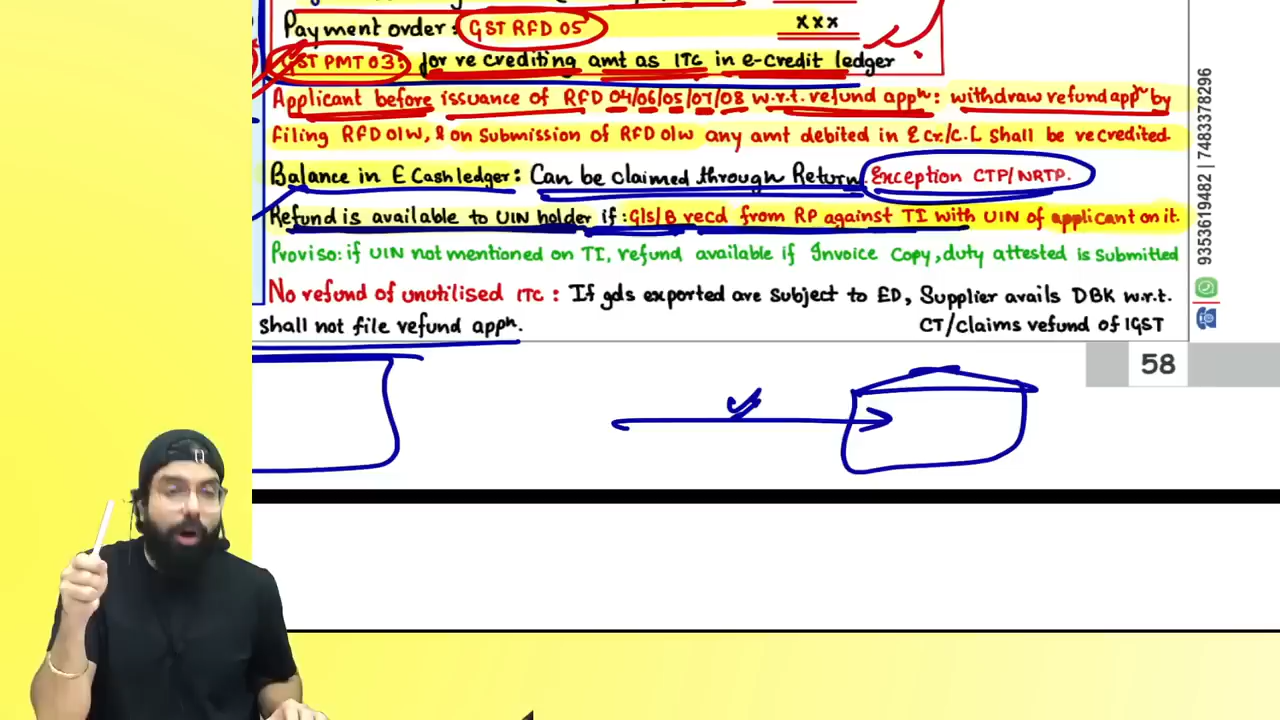 Payment order: GST RFD 05 xxx
GST PMT 03: for re crediting amt as ITC in e-credit ledger
Applicant before issuance of RFD 04/06/05/07/08 w.r.t. refund appⁿ: withdraw refund appⁿ by
filing RFD 01W, & on submission of RFD 01W any amt debited in E Cr./C.L shall be recredited.
Balance in E Cash ledger: Can be claimed through Return. Exception CTP/NRTP.
Refund is available to UIN holder if: G/s/B recd from RP against TI with UIN of applicant on it.
Proviso: if UIN not mentioned on TI, refund available if Invoice Copy, duty attested is Submitted
No refund of unutilised ITC: If gds exported are subject to ED, Supplier avails DBK w.r.t.
shall not file refund appⁿ. CT/claims refund of IGST
58
9353619482 | 7483378296